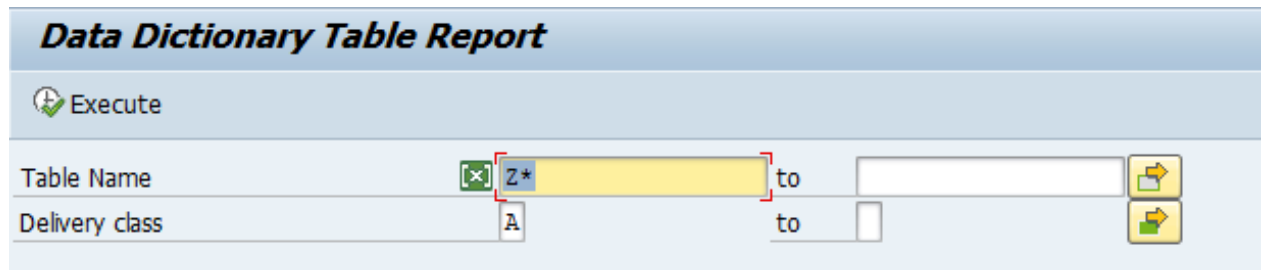 Data Dictionary Table Report
Execute
Table Name Z* to
Delivery class A to